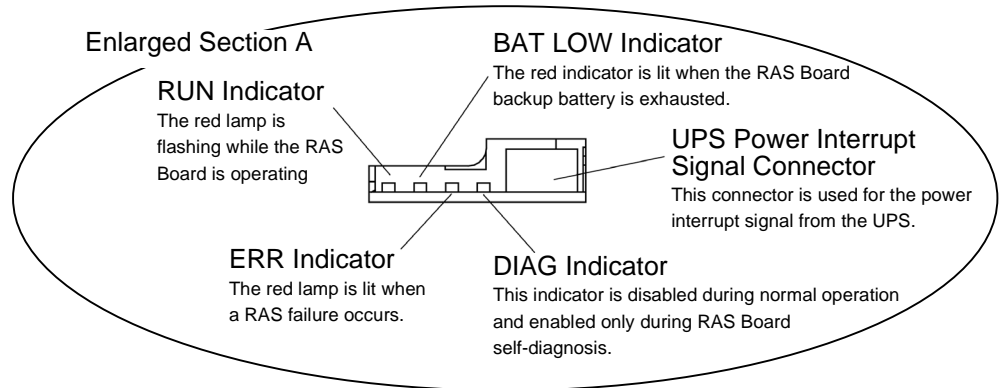 Enlarged Section A
BAT LOW Indicator
The red indicator is lit when the RAS Board
backup battery is exhausted.
RUN Indicator
The red lamp is
flashing while the RAS
Board is operating
UPS Power Interrupt
Signal Connector
This connector is used for the power
interrupt signal from the UPS.
ERR Indicator
The red lamp is lit when
a RAS failure occurs.
DIAG Indicator
This indicator is disabled during normal operation
and enabled only during RAS Board
self-diagnosis.